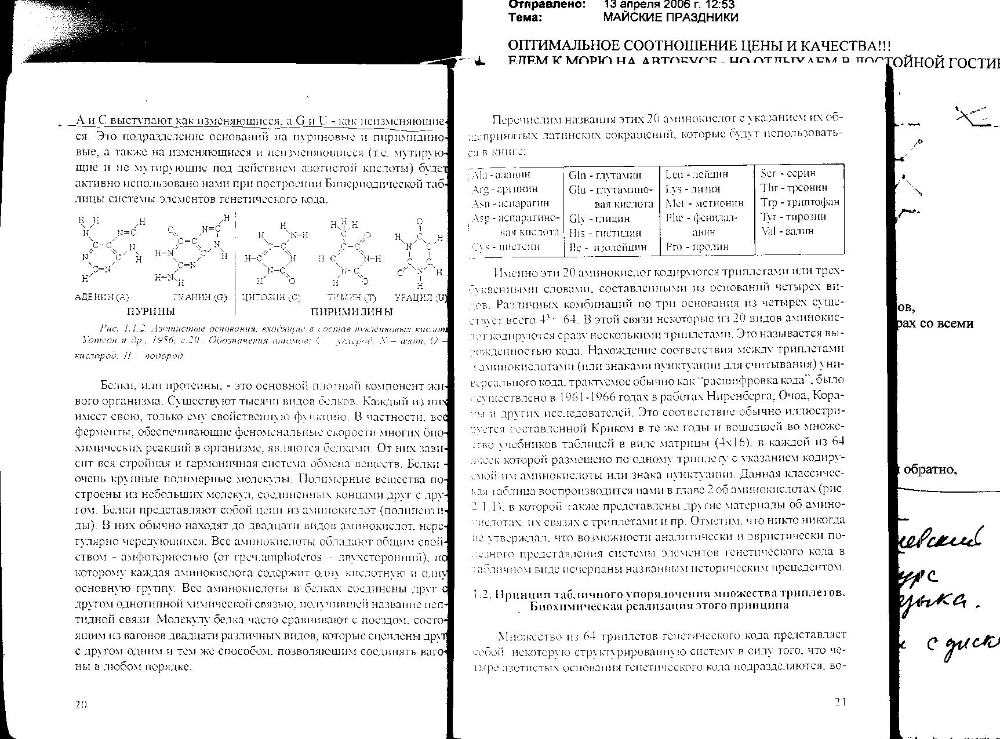 Отправлено: 13 апреля 2006 г. 12:53
Тема: МАЙСКИЕ ПРАЗДНИКИ
ОПТИМАЛЬНОЕ СООТНОШЕНИЕ ЦЕНЫ И КАЧЕСТВА!!!
ЕДЕМ К МОРЮ НА АВТОБУСЕ - НО ОТДЫХАЕМ В ДОСТОЙНОЙ ГОСТИ
А и С выступают как изменяющиеся, а G и U - как неизменяющие-
ся. Это подразделение оснований на пуриновые и пиримидино-
вые, а также на изменяющиеся и неизменяющиеся (т.е. мутирую-
щие и не мутирующие под действием азотистой кислоты) будет
активно использовано нами при построении Бипериодической таб-
лицы системы элементов генетического кода.
АДЕНИН (A) ГУАНИН (G) ЦИТОЗИН (C) ТИМИН (T) УРАЦИЛ (U)
ПУРИНЫ ПИРИМИДИНЫ
Рис. 1.1.2. Азотистые основания, входящие в состав нуклеиновых кислот
Уотсон и др., 1986, с.20 . Обозначения атомов: С углерод, N – азот, О –
кислород, Н - водород
Белки, или протеины, - это основной плотный компонент жи-
вого организма. Существуют тысячи видов белков. Каждый из них
имеет свою, только ему свойственную функцию. В частности, все
ферменты, обеспечивающие феноменальные скорости многих био-
химических реакций в организме, являются белками. От них зави-
сит вся стройная и гармоничная система обмена веществ. Белки -
очень крупные полимерные молекулы. Полимерные вещества по-
строены из небольших молекул, соединенных концами друг с дру-
гом. Белки представляют собой цепи из аминокислот (полипепти-
ды). В них обычно находят до двадцати видов аминокислот, нере-
гулярно чередующихся. Все аминокислоты обладают общим свой-
ством - амфотерностью (от греч.amphoteros - двухсторонний), по
которому каждая аминокислота содержит одну кислотную и одну
основную группу. Все аминокислоты в белках соединены друг с
другом однотипной химической связью, получившей название пеп-
тидной связи. Молекулу белка часто сравнивают с поездом, состо-
ящим из вагонов двадцати различных видов, которые сцеплены друг
с другом одним и тем же способом, позволяющим соединять ваго-
ны в любом порядке.
20
Перечислим названия этих 20 аминокислот с указанием их об-
щепринятых латинских сокращений, которые будут использовать-
ся в книге:
Ala - аланин Gln - глутамин Leu - лейцин Ser - серин
Arg - аргинин Glu - глутамино- Lys - лизин Thr - треонин
Asn - аспарагин вая кислота Met - метионин Trp - триптофан
Asp - аспарагино- Gly - глицин Phe - фенилал- Tyr - тирозин
вая кислота His - гистидин анин Val - валин
Cys - цистеин Ile - изолейцин Pro - пролин
Именно эти 20 аминокислот кодируются триплетами или трех-
буквенными словами, составленными из оснований четырех ви-
дов. Различных комбинаций по три основания из четырех суще-
ствует всего 4³ = 64. В этой связи некоторые из 20 видов аминокис-
лот кодируются сразу несколькими триплетами. Это называется вы-
рожденностью кода. Нахождение соответствия между триплетами
и аминокислотами (или знаками пунктуации для считывания) уни-
версального кода, трактуемое обычно как "расшифровка кода", было
осуществлено в 1961-1966 годах в работах Ниренберга, Очоа, Кора-
ны и других исследователей. Это соответствие обычно иллюстри-
руется составленной Криком в те же годы и вошедшей во множе-
ство учебников таблицей в виде матрицы (4х16), в каждой из 64
ячеек которой размещено по одному триплету с указанием кодиру-
емой им аминокислоты или знака пунктуации. Данная классичес-
кая таблица воспроизводится нами в главе 2 об аминокислотах (рис.
2.1.1), в которой также представлены другие материалы об амино-
кислотах, их связях с триплетами и пр. Отметим, что никто никогда
не утверждал, что возможности аналитически и эвристически по-
лезного представления системы элементов генетического кода в
табличном виде исчерпаны названным историческим прецедентом.
1.2. Принцип табличного упорядочения множества триплетов.
Биохимическая реализация этого принципа
Множество из 64 триплетов генетического кода представляет
собой некоторую структурированную систему в силу того, что че-
тыре азотистых основания генетического кода подразделяются, во-
21
ов,
рах со всеми
обратно,
невский
урс
языка.
с диск